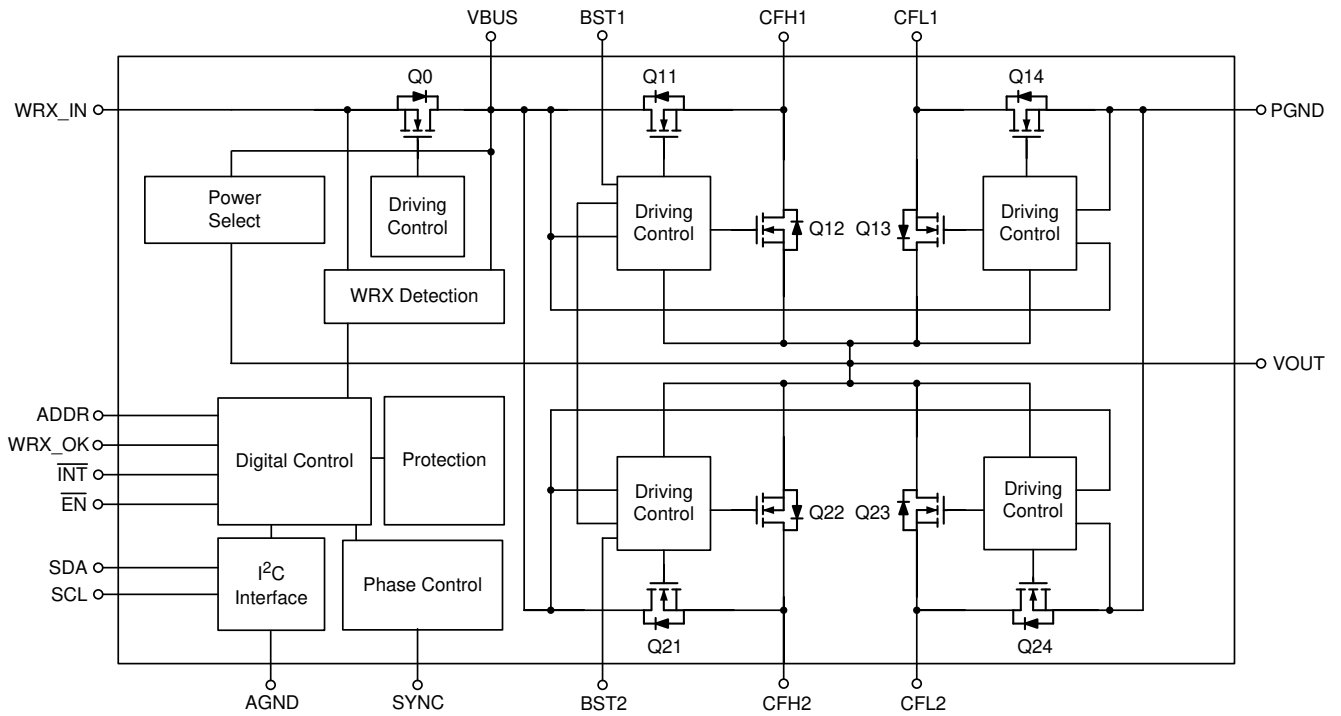 VBUS
BST1
CFH1
CFL1
Q0
Q11
Q14
WRX_IN
PGND
Power
Select
Driving
Control
Driving
Control
Q12
Q13
Driving
Control
WRX Detection
VOUT
ADDR
WRX_OK
INT
EN
Digital Control
Protection
Driving
Control
Q22
Q23
Driving
Control
SDA
SCL
I²C
Interface
Phase Control
Q21
Q24
AGND
SYNC
BST2
CFH2
CFL2